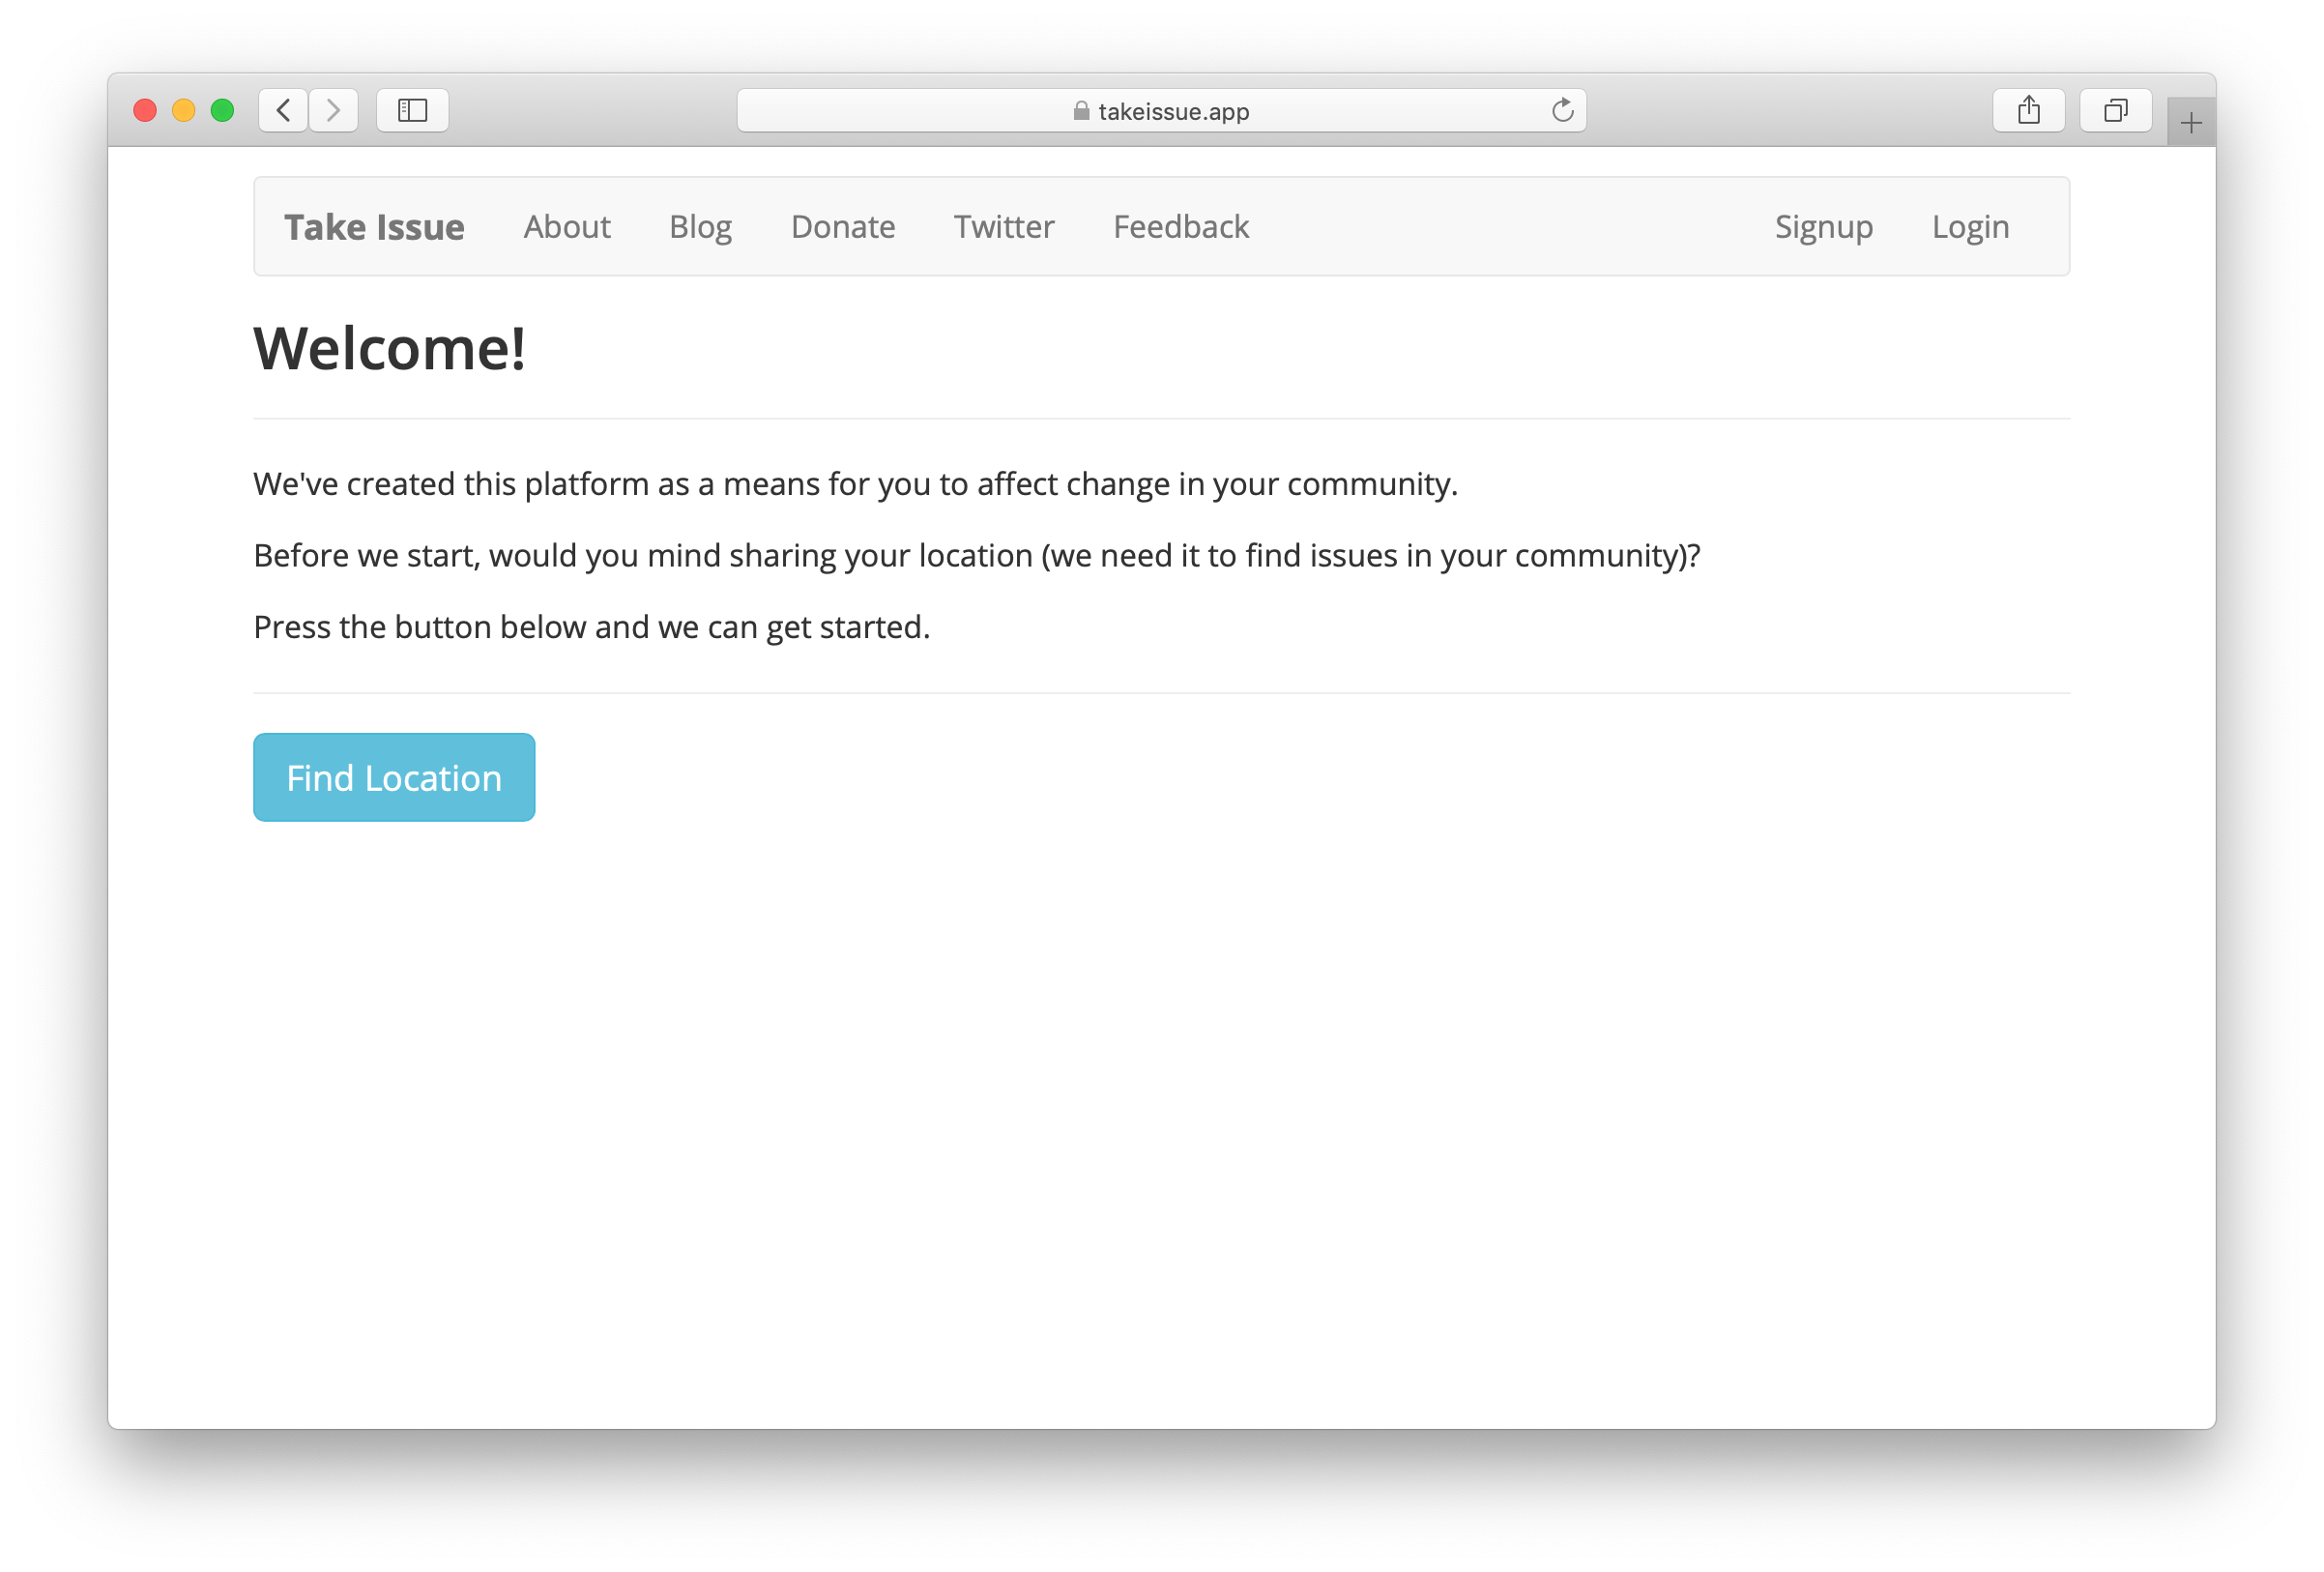 takeissue.app
Take Issue About Blog Donate Twitter Feedback Signup Login
Welcome!
We've created this platform as a means for you to affect change in your community.
Before we start, would you mind sharing your location (we need it to find issues in your community)?
Press the button below and we can get started.
Find Location